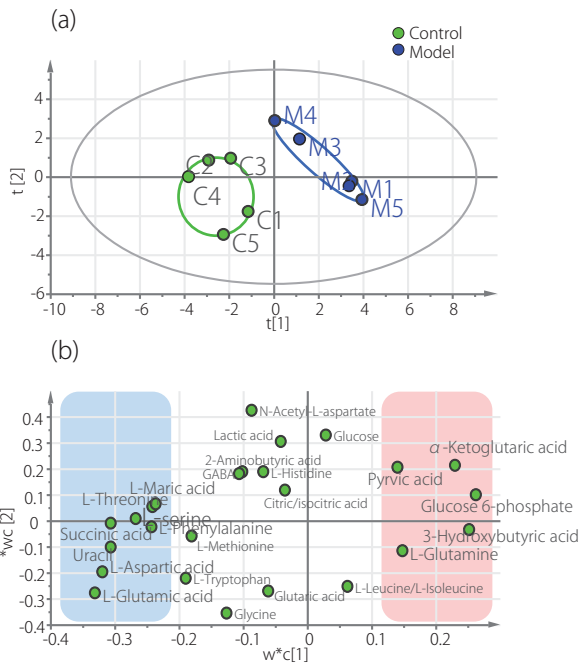 (a)
Control
Model
t [2]
4
2
0
-2
-4
-6
M4
M3
M2
M1
M5
C2
C3
C4
C1
C5
-10
-8
-6
-4
-2
0
2
4
6
8
t[1]
(b)
*wc [2]
0.4
0.3
0.2
0.1
0
-0.1
-0.2
-0.3
-0.4
N-Acetyl-L-aspartate
Lactic acid
Glucose
2-Aminobutyric acid
GABA
L-Histidine
Citric/isocitric acid
α-Ketoglutaric acid
Pyrvic acid
Glucose 6-phosphate
3-Hydroxybutyric acid
L-Glutamine
L-Maric acid
L-Threonine
L-serine
L-Phenylalanine
Succinic acid
L-Methionine
Uracil
L-Aspartic acid
L-Tryptophan
L-Glutamic acid
Glutaric acid
L-Leucine/L-Isoleucine
Glycine
-0.4
-0.3
-0.2
-0.1
0
0.1
0.2
w*c[1]